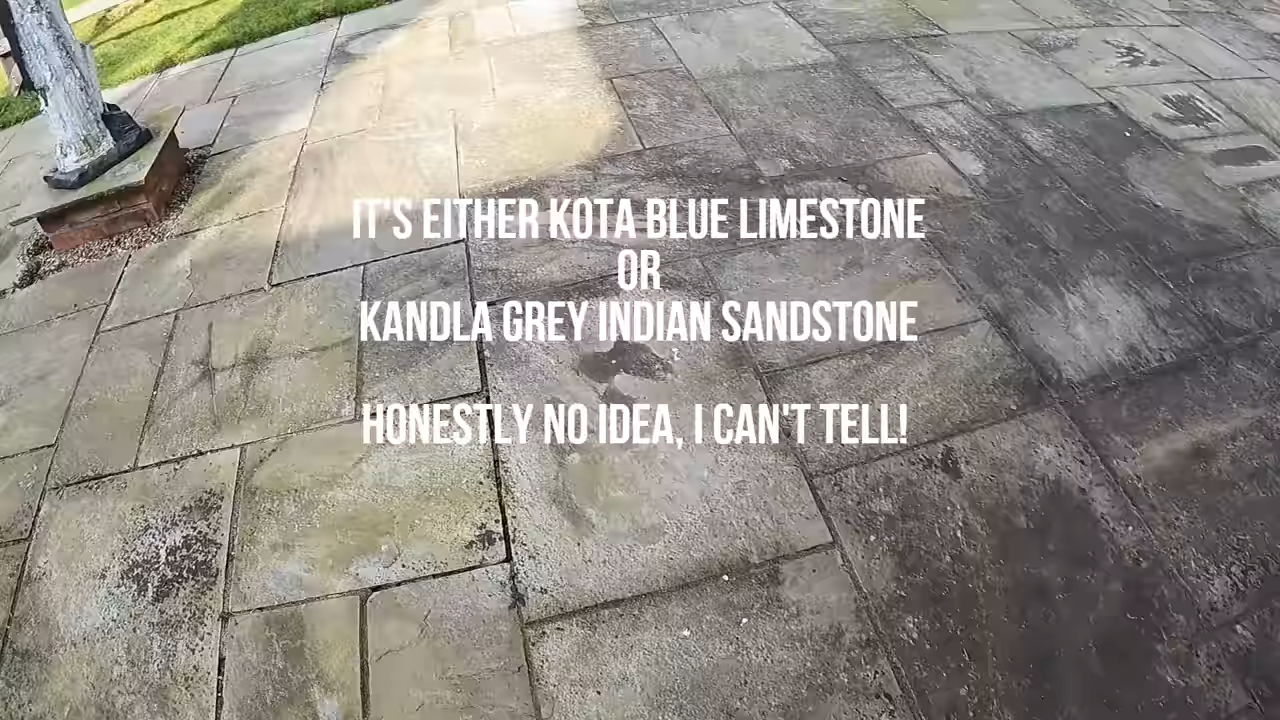 IT'S EITHER KOTA BLUE LIMESTONE
OR
KANDLA GREY INDIAN SANDSTONE
HONESTLY NO IDEA, I CAN'T TELL!